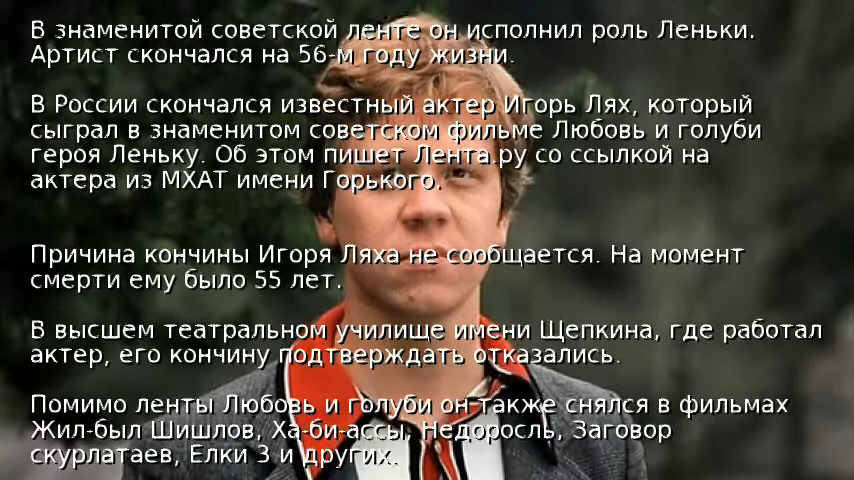 В знаменитой советской ленте он исполнил роль Леньки.
Артист скончался на 56-м году жизни.
В России скончался известный актер Игорь Лях, который
сыграл в знаменитом советском фильме Любовь и голуби
героя Леньку. Об этом пишет Лента.ру со ссылкой на
актера из МХАТ имени Горького.
Причина кончины Игоря Ляха не сообщается. На момент
смерти ему было 55 лет.
В высшем театральном училище имени Щепкина, где работал
актер, его кончину подтверждать отказались.
Помимо ленты Любовь и голуби он также снялся в фильмах
Жил-был Шишлов, Ха-би-ассы, Недоросль, Заговор
скурлатаев, Елки 3 и других.